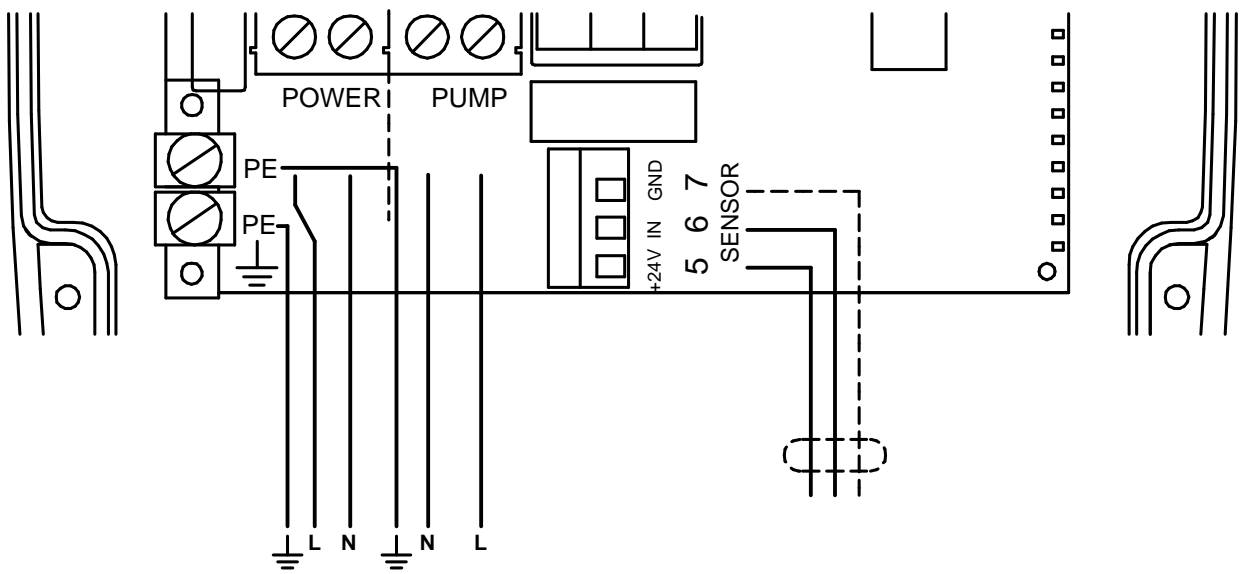 POWER PUMP
PE
PE
GND 7
IN 6
+24V 5
SENSOR
L N N L